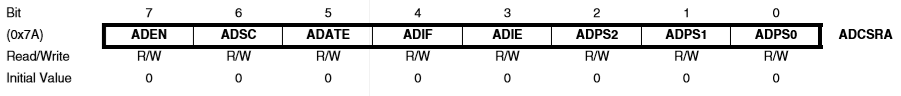 Bit 7 6 5 4 3 2 1 0
(0x7A) ADEN ADSC ADATE ADIF ADIE ADPS2 ADPS1 ADPS0 ADCSRA
Read/Write R/W R/W R/W R/W R/W R/W R/W R/W
Initial Value 0 0 0 0 0 0 0 0